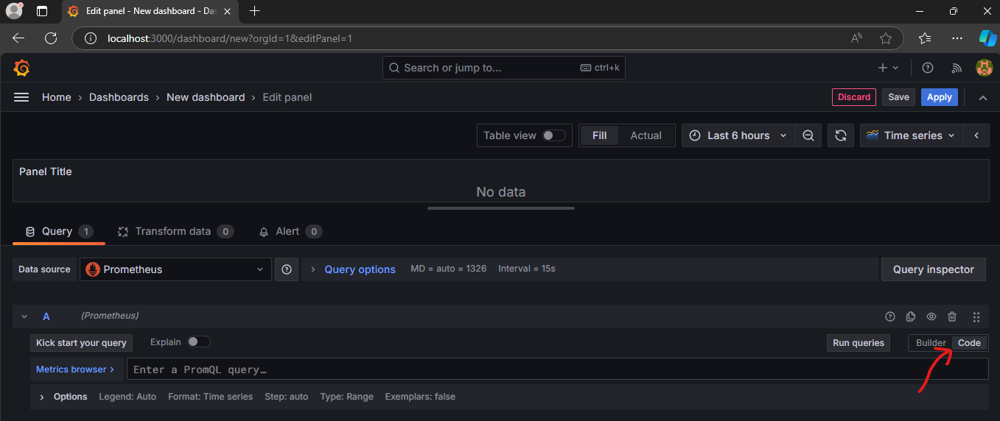 Edit panel - New dashboard - Das
localhost:3000/dashboard/new?orgId=1&editPanel=1
Search or jump to... ctrl+k
Home › Dashboards › New dashboard › Edit panel Discard Save Apply
Table view Fill Actual Last 6 hours Time series
Panel Title
No data
Query 1 Transform data 0 Alert 0
Data source Prometheus Query options MD = auto = 1326 Interval = 15s Query inspector
A (Prometheus)
Kick start your query Explain Run queries Builder Code
Metrics browser › Enter a PromQL query…
Options Legend: Auto Format: Time series Step: auto Type: Range Exemplars: false